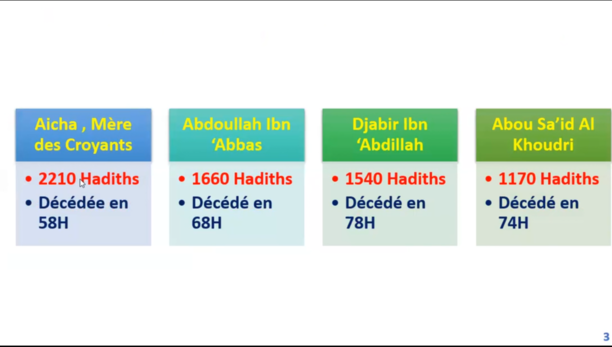 Aicha , Mère
des Croyants
• 2210 Hadiths
• Décédée en
58H
Abdoullah Ibn
‘Abbas
• 1660 Hadiths
• Décédé en
68H
Djabir Ibn
‘Abdillah
• 1540 Hadiths
• Décédé en
78H
Abou Sa’id Al
Khoudri
• 1170 Hadiths
• Décédé en
74H
3